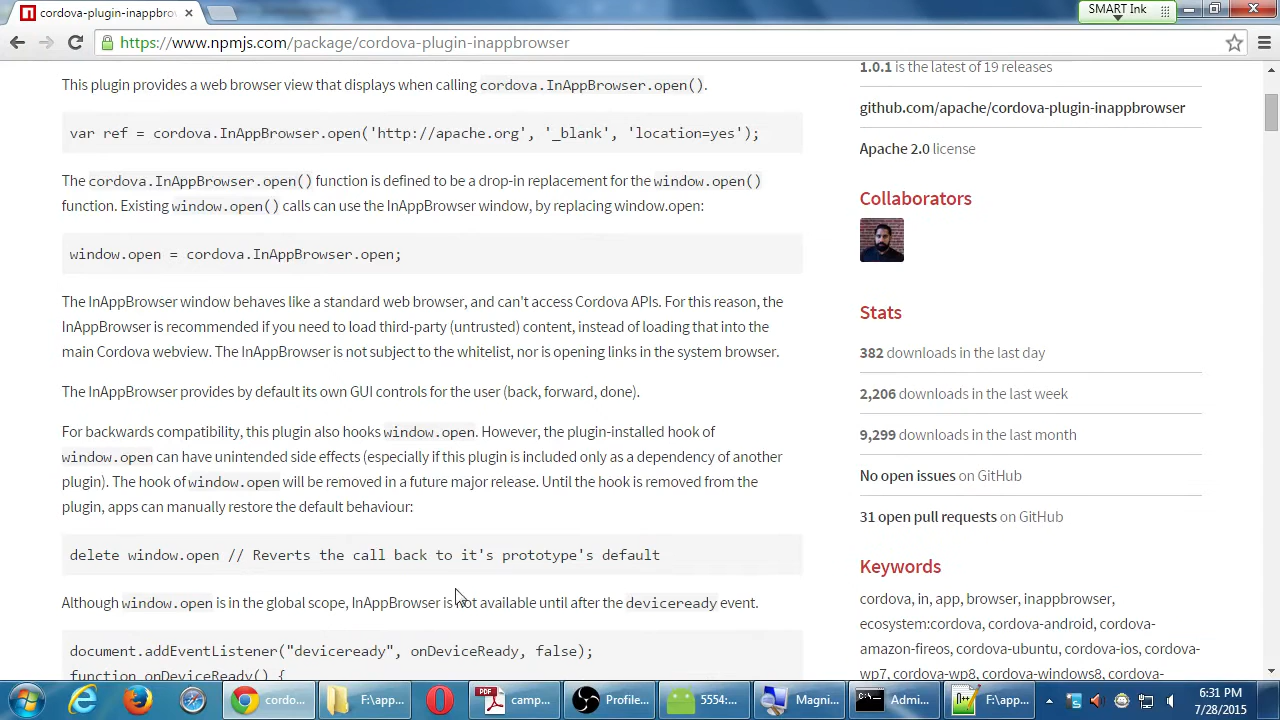 cordova-plugin-inappbrow
SMART Ink
https://www.npmjs.com/package/cordova-plugin-inappbrowser
This plugin provides a web browser view that displays when calling cordova.InAppBrowser.open().
var ref = cordova.InAppBrowser.open('http://apache.org', '_blank', 'location=yes');
The cordova.InAppBrowser.open() function is defined to be a drop-in replacement for the window.open()
function. Existing window.open() calls can use the InAppBrowser window, by replacing window.open:
window.open = cordova.InAppBrowser.open;
The InAppBrowser window behaves like a standard web browser, and can't access Cordova APIs. For this reason, the
InAppBrowser is recommended if you need to load third-party (untrusted) content, instead of loading that into the
main Cordova webview. The InAppBrowser is not subject to the whitelist, nor is opening links in the system browser.
The InAppBrowser provides by default its own GUI controls for the user (back, forward, done).
For backwards compatibility, this plugin also hooks window.open. However, the plugin-installed hook of
window.open can have unintended side effects (especially if this plugin is included only as a dependency of another
plugin). The hook of window.open will be removed in a future major release. Until the hook is removed from the
plugin, apps can manually restore the default behaviour:
delete window.open // Reverts the call back to it's prototype's default
Although window.open is in the global scope, InAppBrowser is not available until after the deviceready event.
document.addEventListener("deviceready", onDeviceReady, false);
function onDeviceReady() {
1.0.1 is the latest of 19 releases
github.com/apache/cordova-plugin-inappbrowser
Apache 2.0 license
Collaborators
Stats
382 downloads in the last day
2,206 downloads in the last week
9,299 downloads in the last month
No open issues on GitHub
31 open pull requests on GitHub
Keywords
cordova, in, app, browser, inappbrowser,
ecosystem:cordova, cordova-android, cordova-
amazon-fireos, cordova-ubuntu, cordova-ios, cordova-
wp7, cordova-wp8, cordova-windows8, cordova-
cordo...
F:\app...
PDF
camp...
Profile...
5554:...
Magni...
Admi...
F:\app...
6:31 PM
7/28/2015